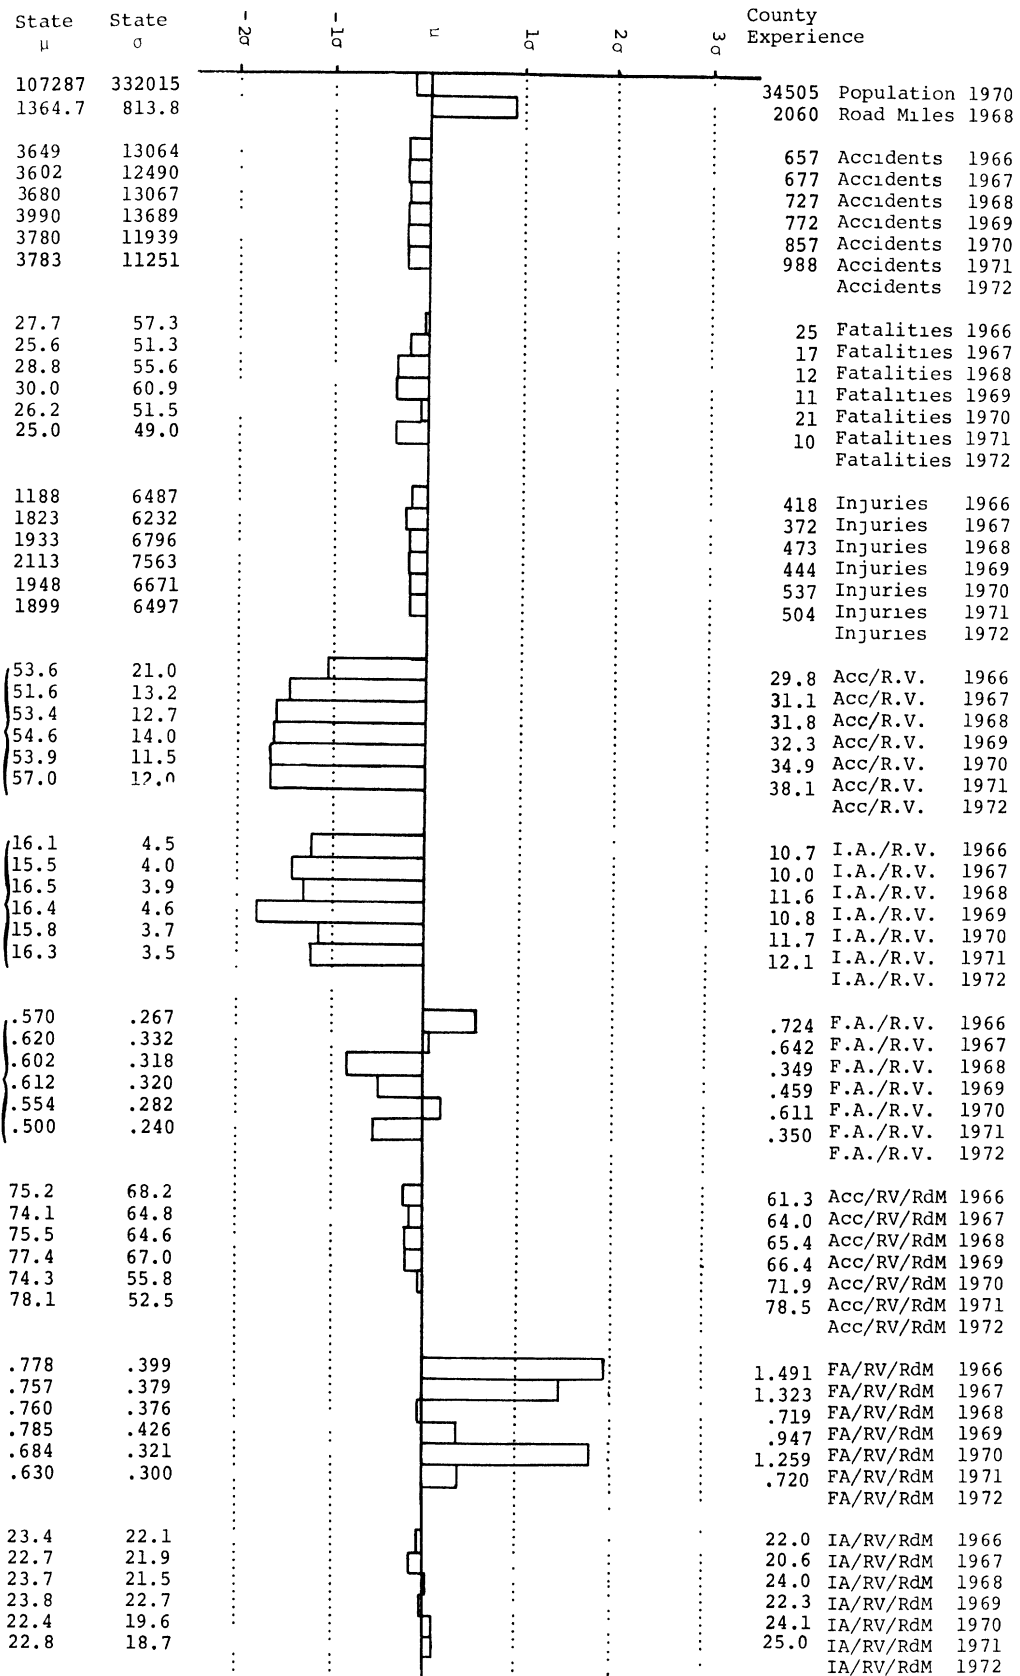 State State -2σ -1σ μ 1σ 2σ 3σ County
μ σ Experience
107287 332015 34505 Population 1970
1364.7 813.8 2060 Road Miles 1968
3649 13064 657 Accidents 1966
3602 12490 677 Accidents 1967
3680 13067 727 Accidents 1968
3990 13689 772 Accidents 1969
3780 11939 857 Accidents 1970
3783 11251 988 Accidents 1971
Accidents 1972
27.7 57.3 25 Fatalities 1966
25.6 51.3 17 Fatalities 1967
28.8 55.6 12 Fatalities 1968
30.0 60.9 11 Fatalities 1969
26.2 51.5 21 Fatalities 1970
25.0 49.0 10 Fatalities 1971
Fatalities 1972
1188 6487 418 Injuries 1966
1823 6232 372 Injuries 1967
1933 6796 473 Injuries 1968
2113 7563 444 Injuries 1969
1948 6671 537 Injuries 1970
1899 6497 504 Injuries 1971
Injuries 1972
53.6 21.0 29.8 Acc/R.V. 1966
51.6 13.2 31.1 Acc/R.V. 1967
53.4 12.7 31.8 Acc/R.V. 1968
54.6 14.0 32.3 Acc/R.V. 1969
53.9 11.5 34.9 Acc/R.V. 1970
57.0 12.0 38.1 Acc/R.V. 1971
Acc/R.V. 1972
16.1 4.5 10.7 I.A./R.V. 1966
15.5 4.0 10.0 I.A./R.V. 1967
16.5 3.9 11.6 I.A./R.V. 1968
16.4 4.6 10.8 I.A./R.V. 1969
15.8 3.7 11.7 I.A./R.V. 1970
16.3 3.5 12.1 I.A./R.V. 1971
I.A./R.V. 1972
.570 .267 .724 F.A./R.V. 1966
.620 .332 .642 F.A./R.V. 1967
.602 .318 .349 F.A./R.V. 1968
.612 .320 .459 F.A./R.V. 1969
.554 .282 .611 F.A./R.V. 1970
.500 .240 .350 F.A./R.V. 1971
F.A./R.V. 1972
75.2 68.2 61.3 Acc/RV/RdM 1966
74.1 64.8 64.0 Acc/RV/RdM 1967
75.5 64.6 65.4 Acc/RV/RdM 1968
77.4 67.0 66.4 Acc/RV/RdM 1969
74.3 55.8 71.9 Acc/RV/RdM 1970
78.1 52.5 78.5 Acc/RV/RdM 1971
Acc/RV/RdM 1972
.778 .399 1.491 FA/RV/RdM 1966
.757 .379 1.323 FA/RV/RdM 1967
.760 .376 .719 FA/RV/RdM 1968
.785 .426 .947 FA/RV/RdM 1969
.684 .321 1.259 FA/RV/RdM 1970
.630 .300 .720 FA/RV/RdM 1971
FA/RV/RdM 1972
23.4 22.1 22.0 IA/RV/RdM 1966
22.7 21.9 20.6 IA/RV/RdM 1967
23.7 21.5 24.0 IA/RV/RdM 1968
23.8 22.7 22.3 IA/RV/RdM 1969
22.4 19.6 24.1 IA/RV/RdM 1970
22.8 18.7 25.0 IA/RV/RdM 1971
IA/RV/RdM 1972